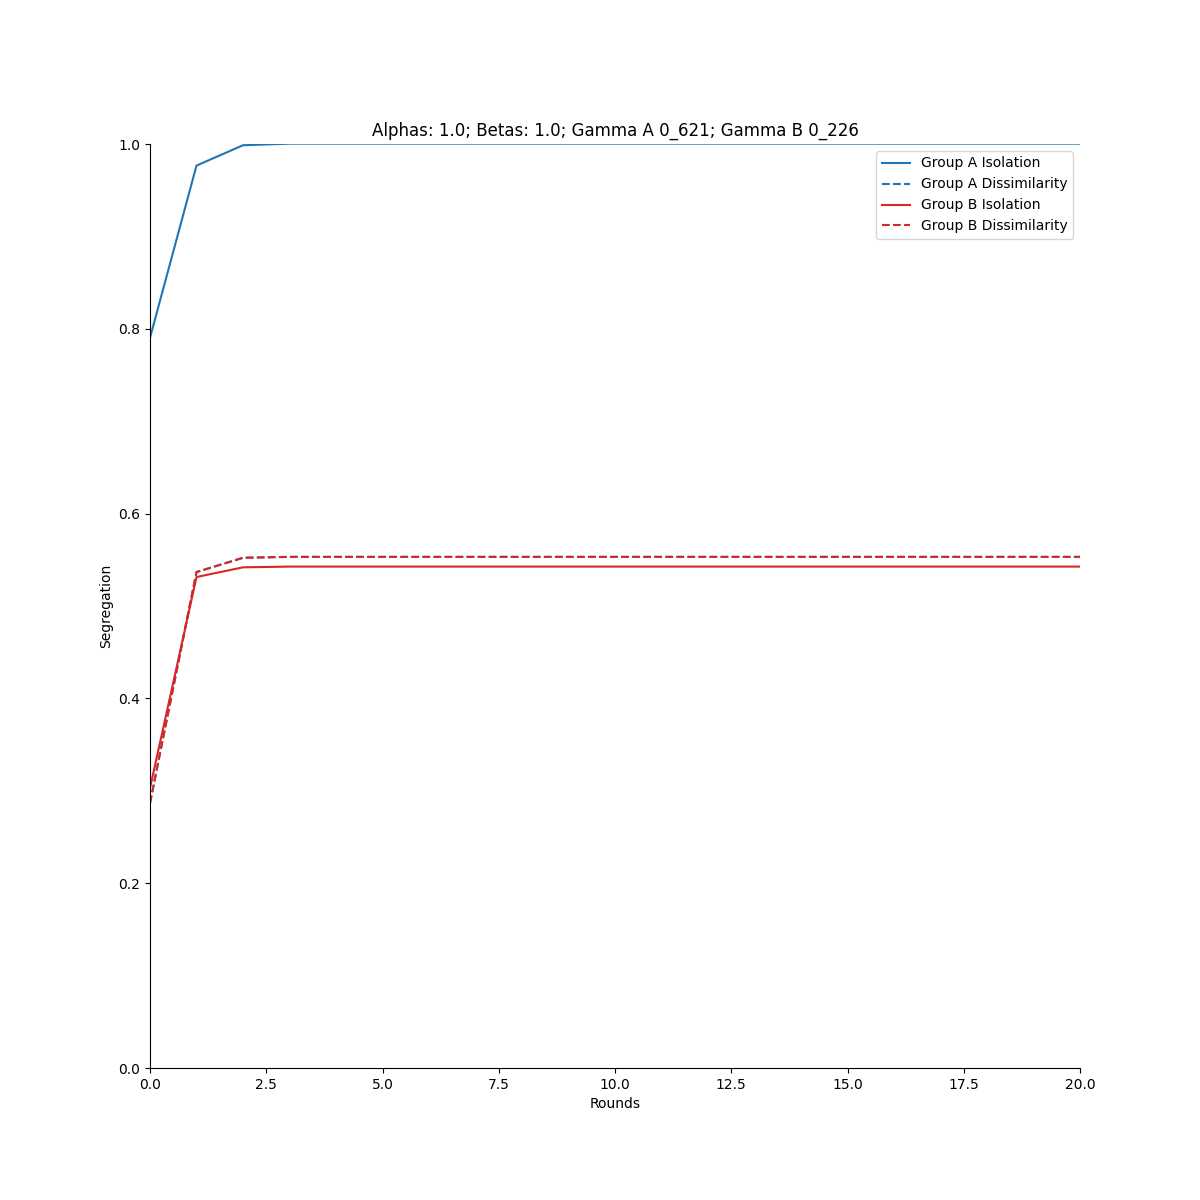 Alphas: 1.0; Betas: 1.0; Gamma A 0_621; Gamma B 0_226
1.0
0.8
0.6
0.4
0.2
0.0
Segregation
Group A Isolation
Group A Dissimilarity
Group B Isolation
Group B Dissimilarity
0.0 2.5 5.0 7.5 10.0 12.5 15.0 17.5 20.0
Rounds